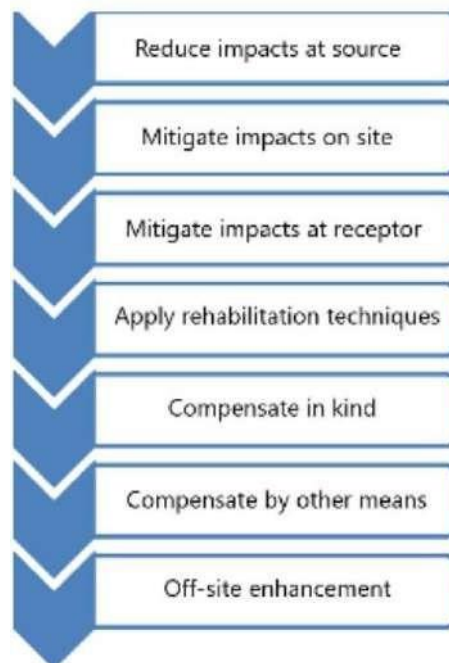 Reduce impacts at source
Mitigate impacts on site
Mitigate impacts at receptor
Apply rehabilitation techniques
Compensate in kind
Compensate by other means
Off-site enhancement